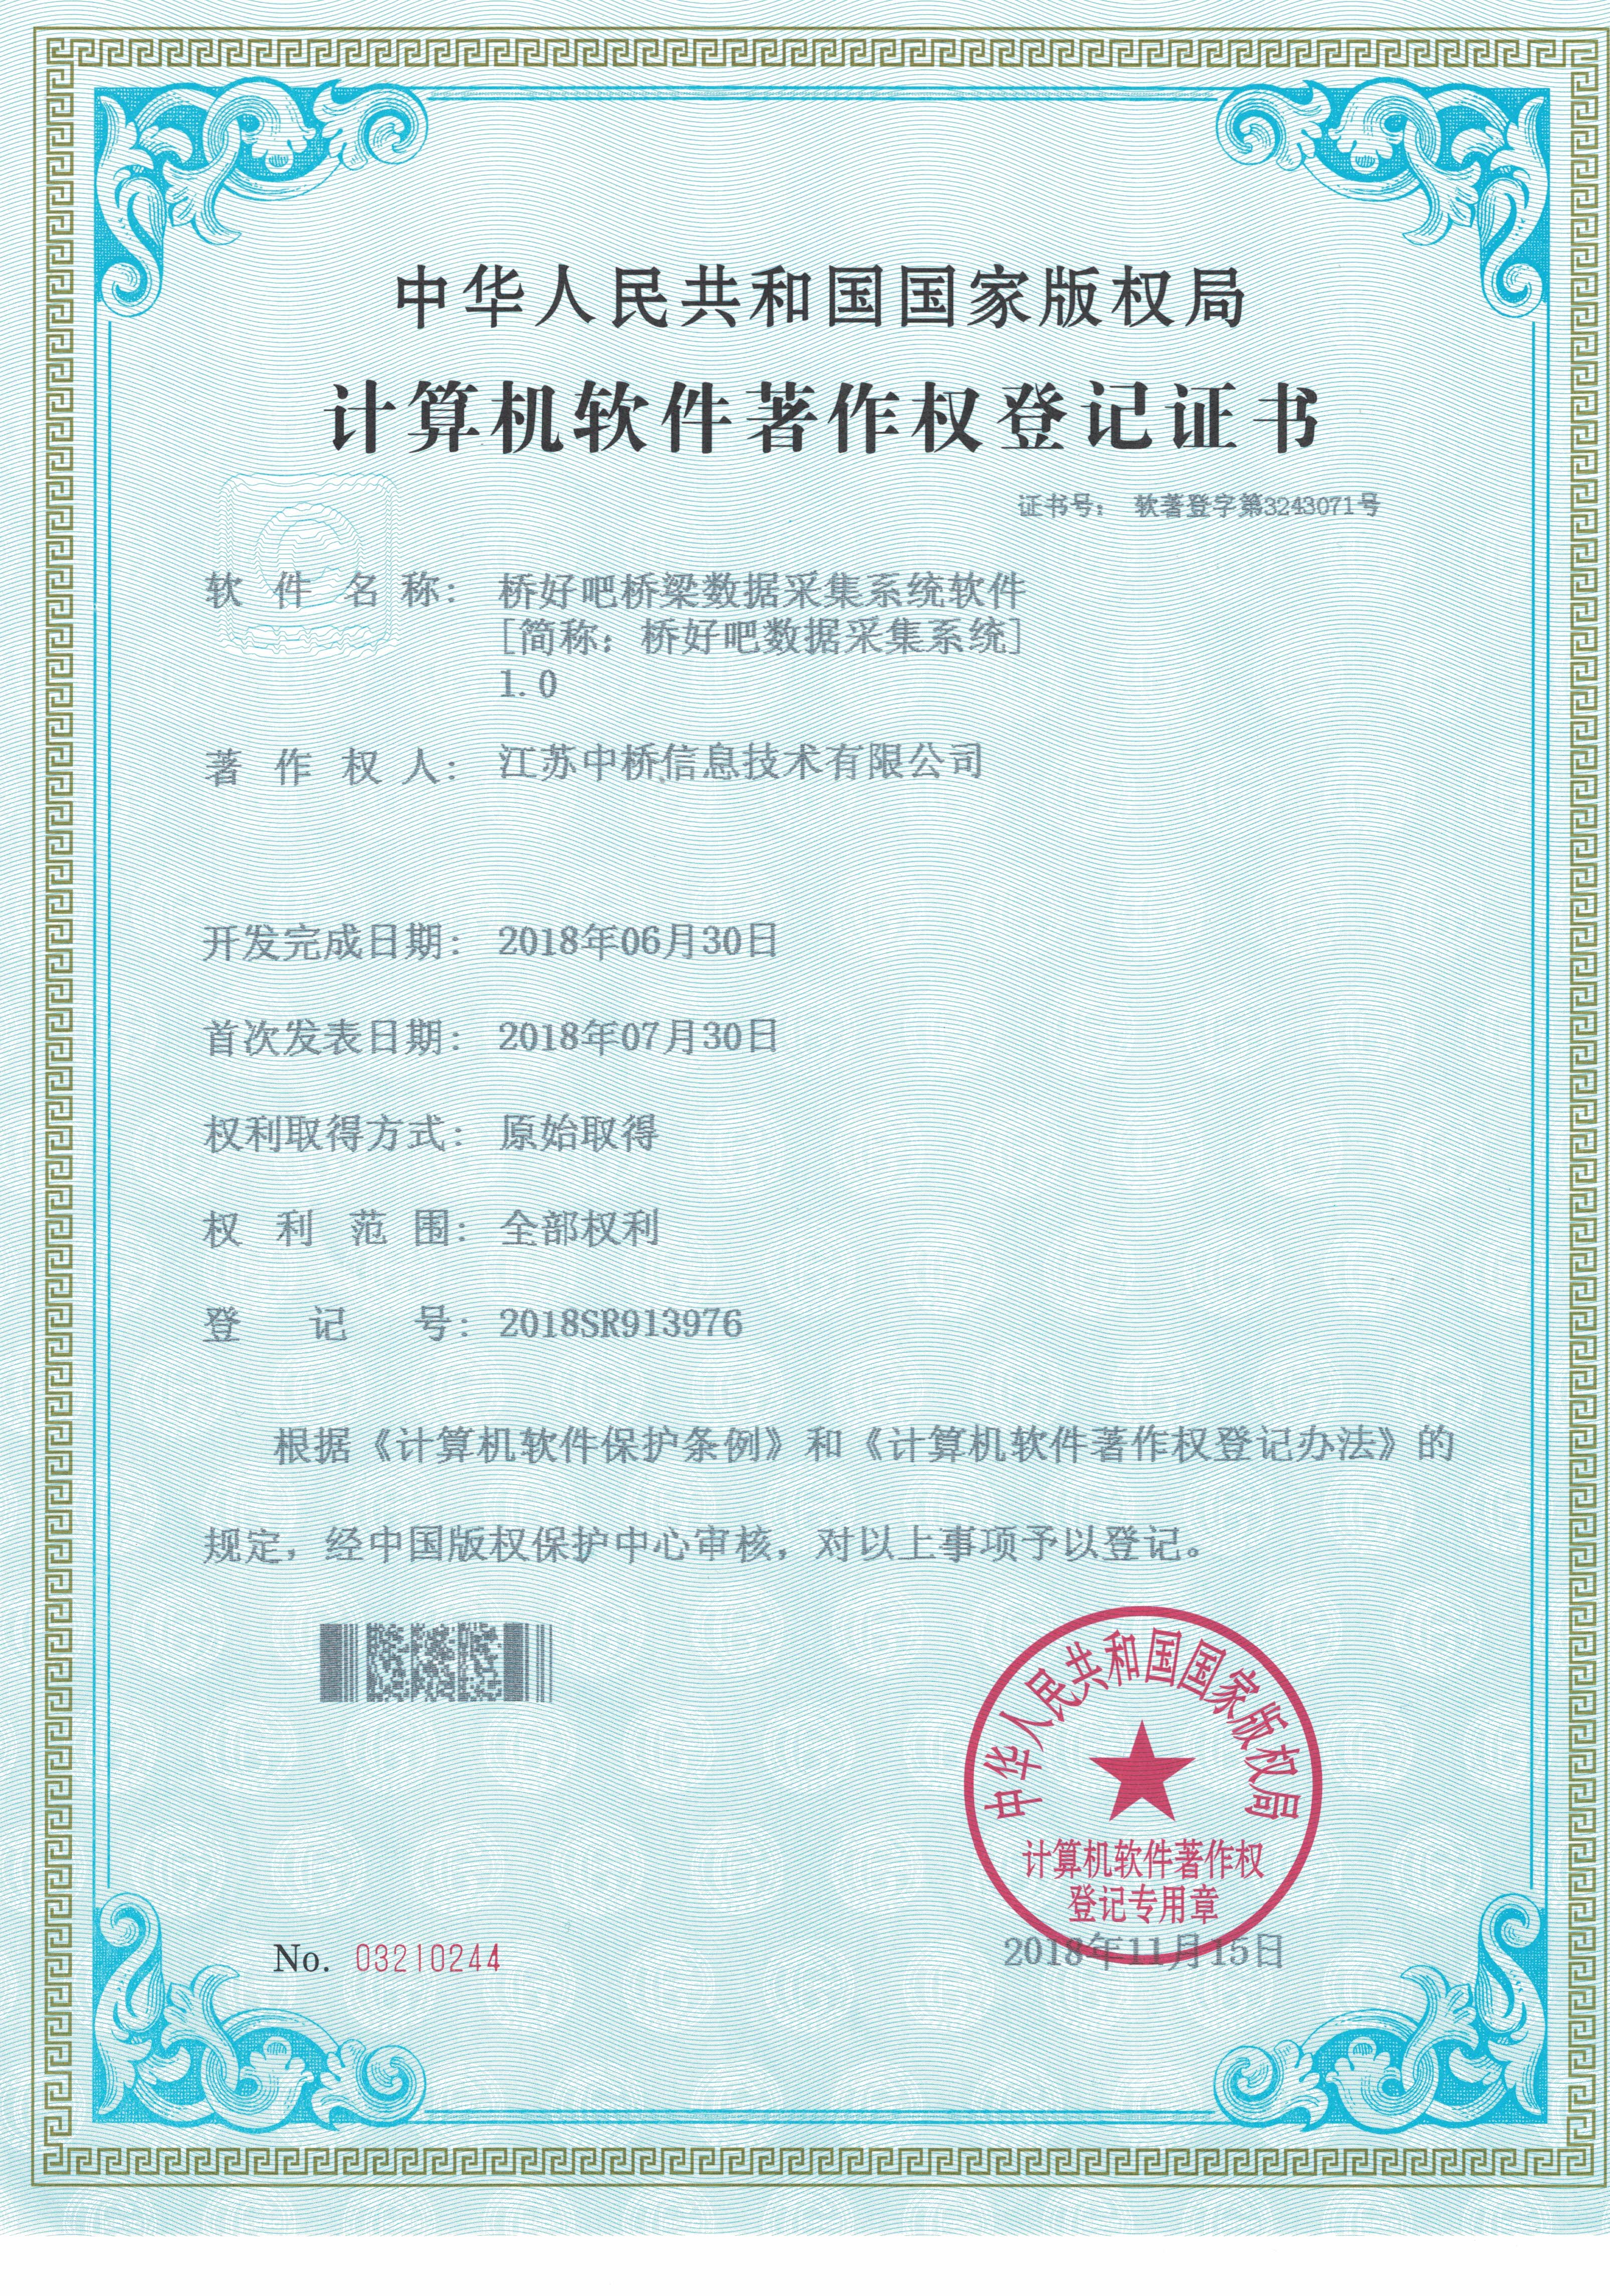 中华人民共和国国家版权局
计算机软件著作权登记证书
证书号： 软著登字第3243071号
软件名称： 桥好吧桥梁数据采集系统软件
[简称：桥好吧数据采集系统]
1.0
著作权人： 江苏中桥信息技术有限公司
开发完成日期： 2018年06月30日
首次发表日期： 2018年07月30日
权利取得方式： 原始取得
权利范围： 全部权利
登记号： 2018SR913976
根据《计算机软件保护条例》和《计算机软件著作权登记办法》的
规定，经中国版权保护中心审核，对以上事项予以登记。
中华人民共和国国家版权局
计算机软件著作权
登记专用章
2018年11月15日
No. 03210244